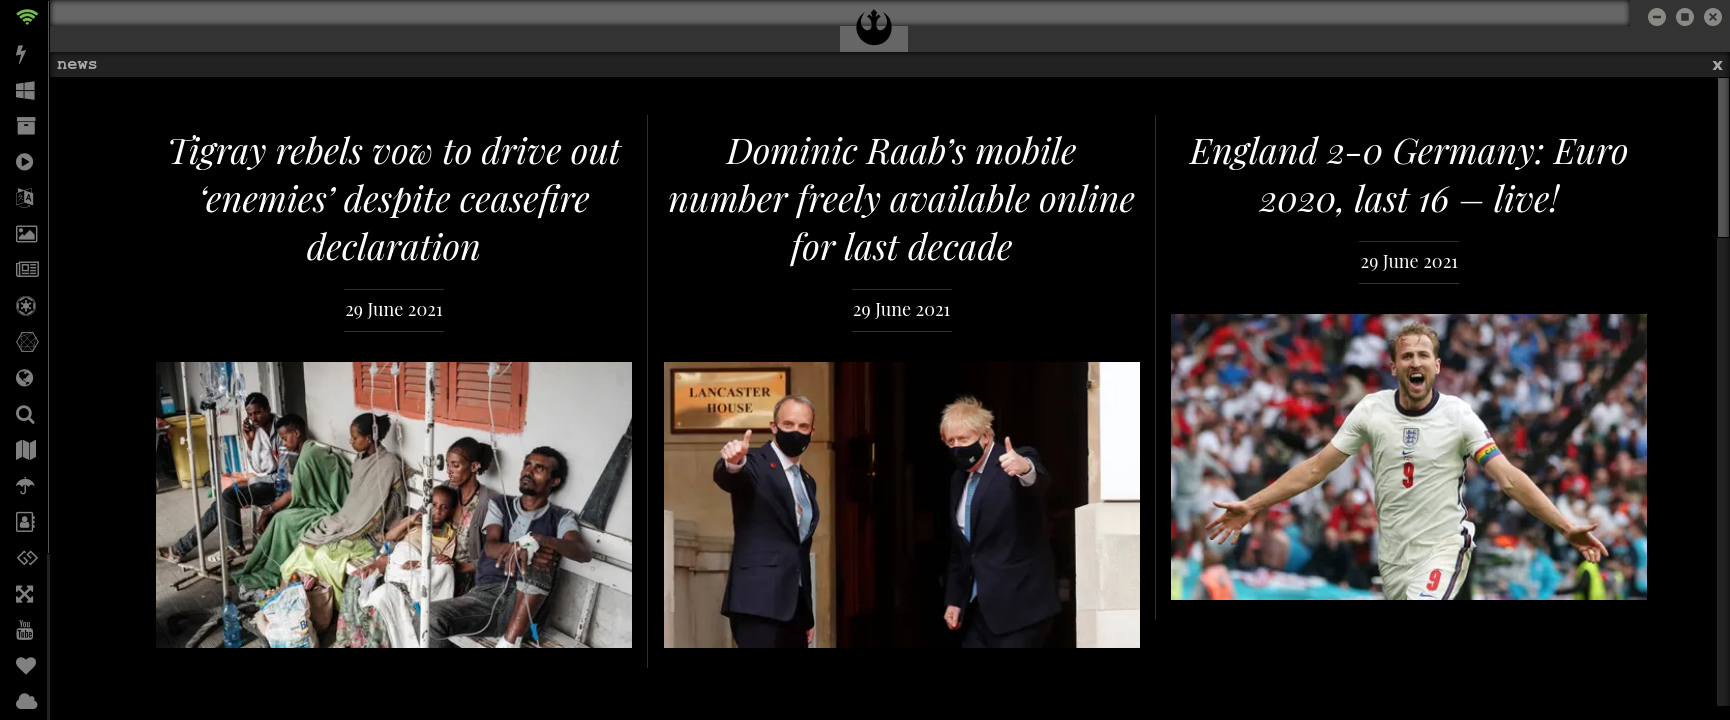 news
x
Tigray rebels vow to drive out
‘enemies’ despite ceasefire
declaration
29 June 2021
LANCASTER
HOUSE
Dominic Raab’s mobile
number freely available online
for last decade
29 June 2021
England 2-0 Germany: Euro
2020, last 16 – live!
29 June 2021
9
9
You
Tube